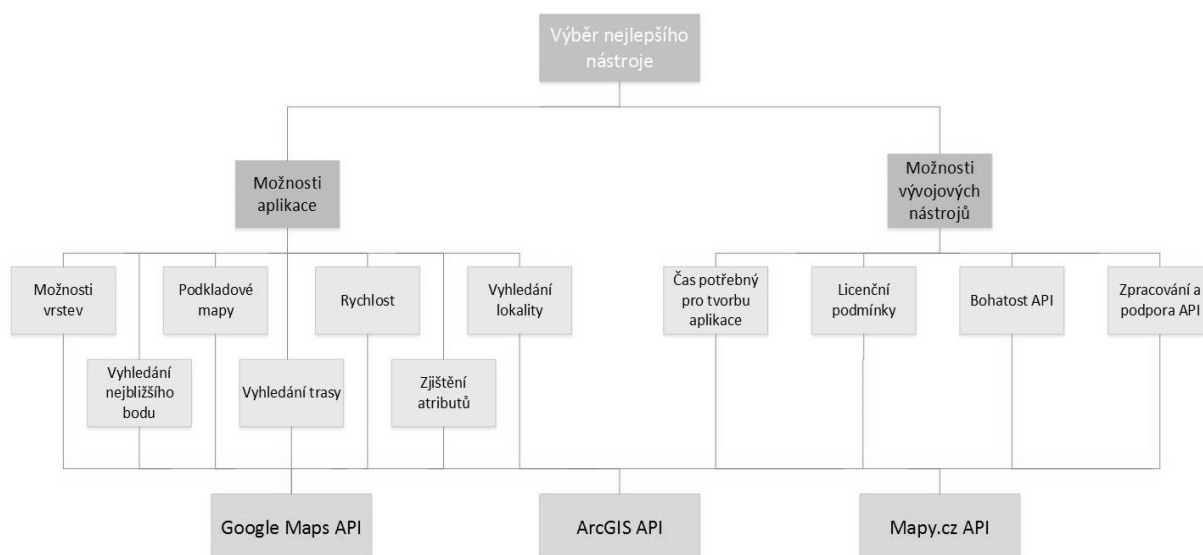 Výběr nejlepšího
nástroje
Možnosti
aplikace
Možnosti
vývojových
nástrojů
Možnosti
vrstev
Podkladové
mapy
Rychlost
Vyhledání
lokality
Čas potřebný
pro tvorbu
aplikace
Licenční
podmínky
Bohatost API
Zpracování a
podpora API
Vyhledání
nejbližšího
bodu
Vyhledání trasy
Zjištění
atributů
Google Maps API
ArcGIS API
Mapy.cz API